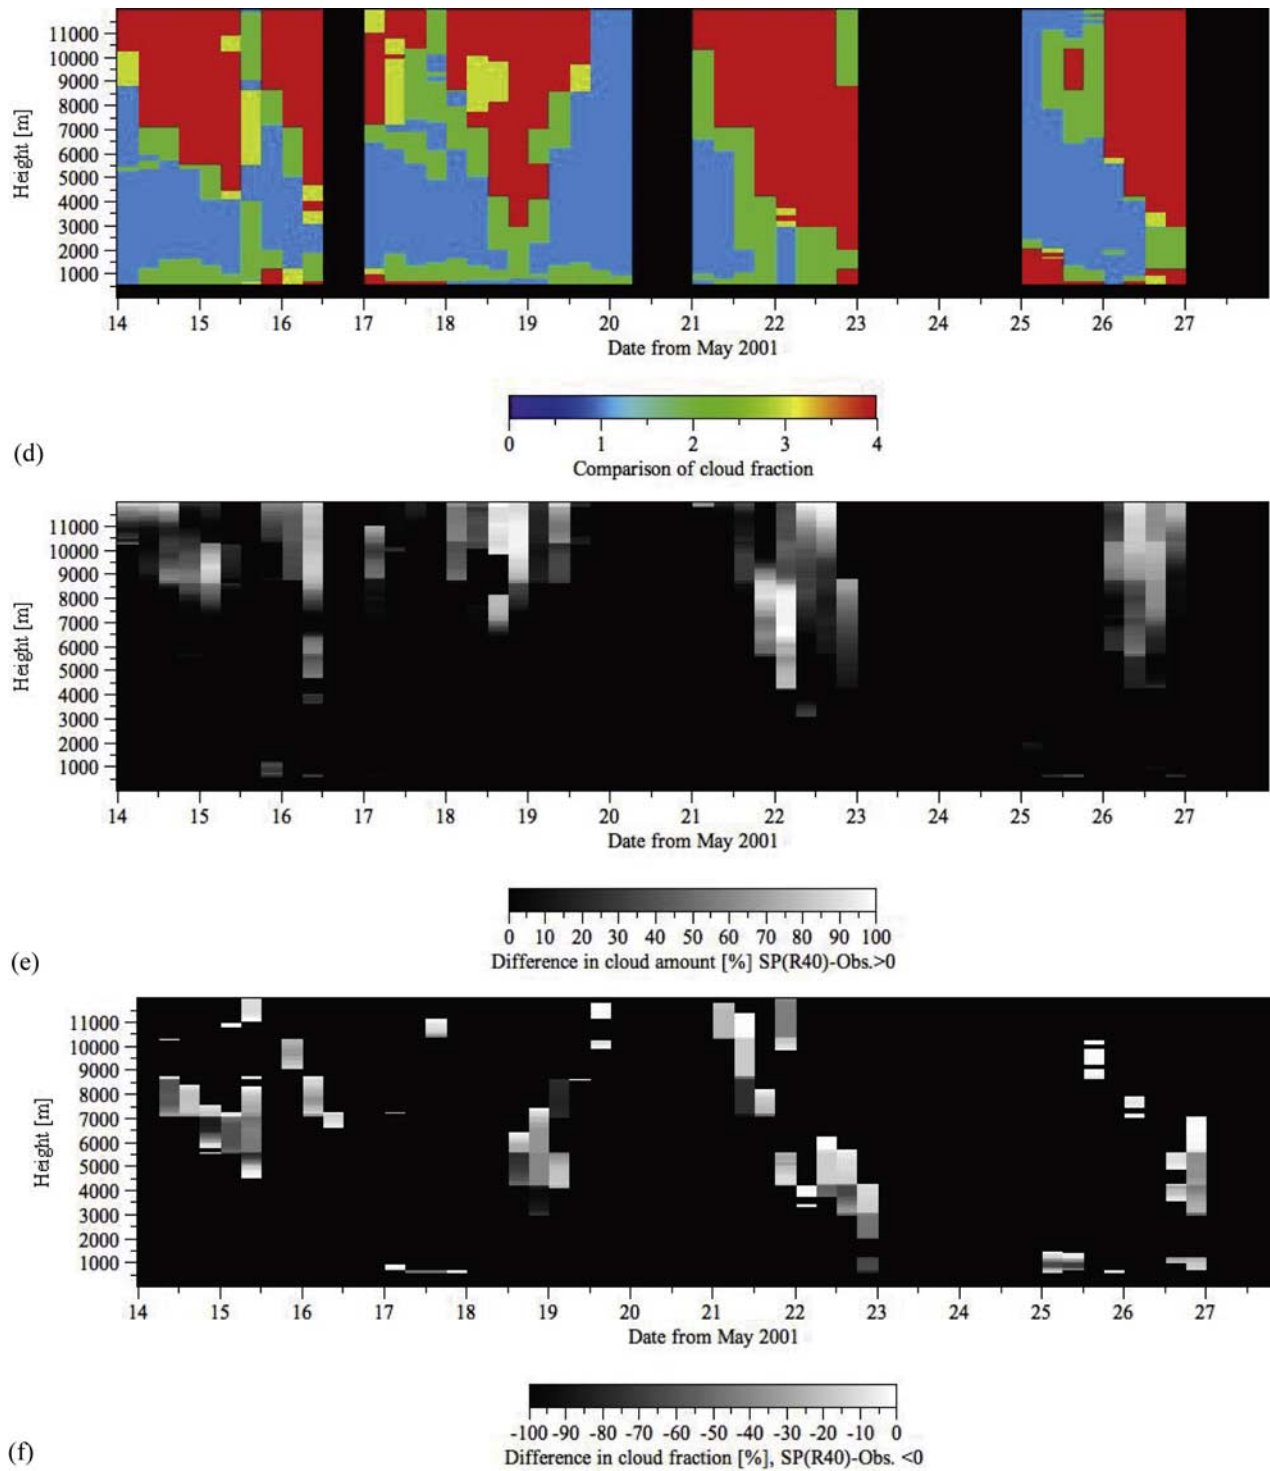 11000
10000
9000
8000
7000
6000
5000
4000
3000
2000
1000
Height [m]
14 15 16 17 18 19 20 21 22 23 24 25 26 27
Date from May 2001
0 1 2 3 4
Comparison of cloud fraction
(d)
11000
10000
9000
8000
7000
6000
5000
4000
3000
2000
1000
Height [m]
14 15 16 17 18 19 20 21 22 23 24 25 26 27
Date from May 2001
0 10 20 30 40 50 60 70 80 90 100
Difference in cloud amount [%] SP(R40)-Obs.>0
(e)
11000
10000
9000
8000
7000
6000
5000
4000
3000
2000
1000
Height [m]
14 15 16 17 18 19 20 21 22 23 24 25 26 27
Date from May 2001
-100 -90 -80 -70 -60 -50 -40 -30 -20 -10 0
Difference in cloud fraction [%], SP(R40)-Obs. <0
(f)